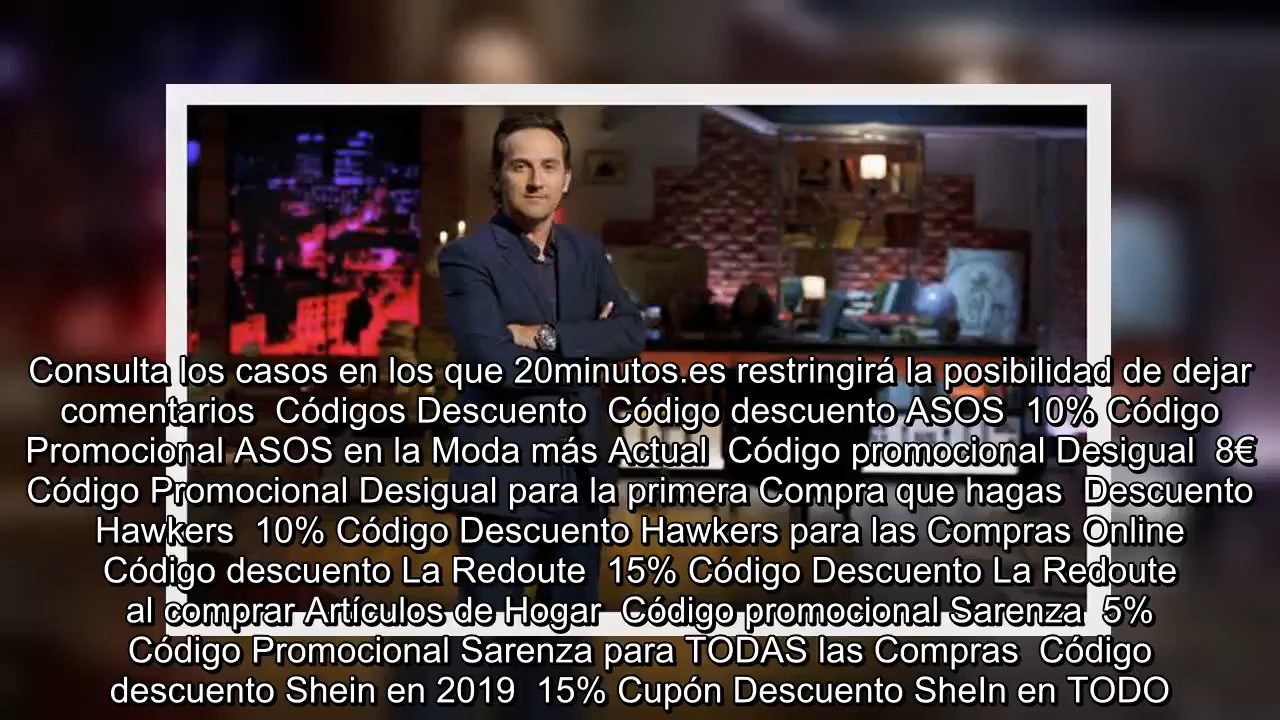 Consulta los casos en los que 20minutos.es restringirá la posibilidad de dejar
comentarios Códigos Descuento Código descuento ASOS 10% Código
Promocional ASOS en la Moda más Actual Código promocional Desigual 8€
Código Promocional Desigual para la primera Compra que hagas Descuento
Hawkers 10% Código Descuento Hawkers para las Compras Online
Código descuento La Redoute 15% Código Descuento La Redoute
al comprar Artículos de Hogar Código promocional Sarenza 5%
Código Promocional Sarenza para TODAS las Compras Código
descuento Shein en 2019 15% Cupón Descuento SheIn en TODO